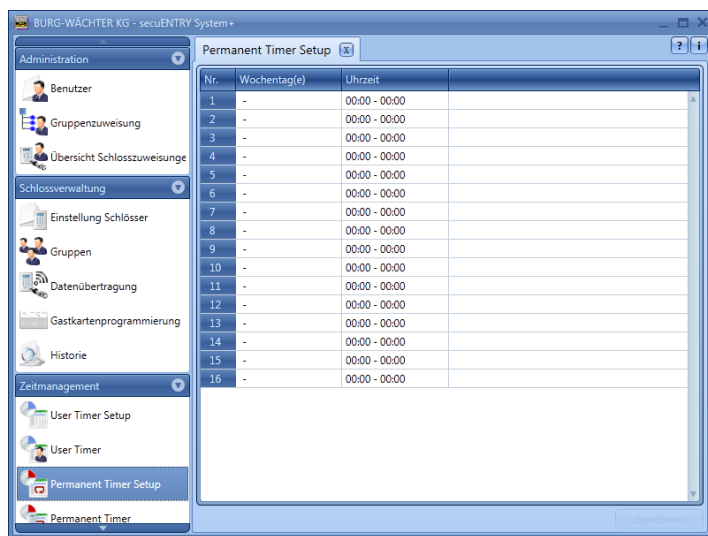 BURG-WÄCHTER KG - secuENTRY System+
Administration
Benutzer
Gruppenzuweisung
Übersicht Schlosszuweisunge
Schlossverwaltung
Einstellung Schlösser
Gruppen
Datenübertragung
Gastkartenprogrammierung
Historie
Zeitmanagement
User Timer Setup
User Timer
Permanent Timer Setup
Permanent Timer
Permanent Timer Setup x
? i
Nr. Wochentag(e) Uhrzeit
1 - 00:00 - 00:00
2 - 00:00 - 00:00
3 - 00:00 - 00:00
4 - 00:00 - 00:00
5 - 00:00 - 00:00
6 - 00:00 - 00:00
7 - 00:00 - 00:00
8 - 00:00 - 00:00
9 - 00:00 - 00:00
10 - 00:00 - 00:00
11 - 00:00 - 00:00
12 - 00:00 - 00:00
13 - 00:00 - 00:00
14 - 00:00 - 00:00
15 - 00:00 - 00:00
16 - 00:00 - 00:00
Speichern